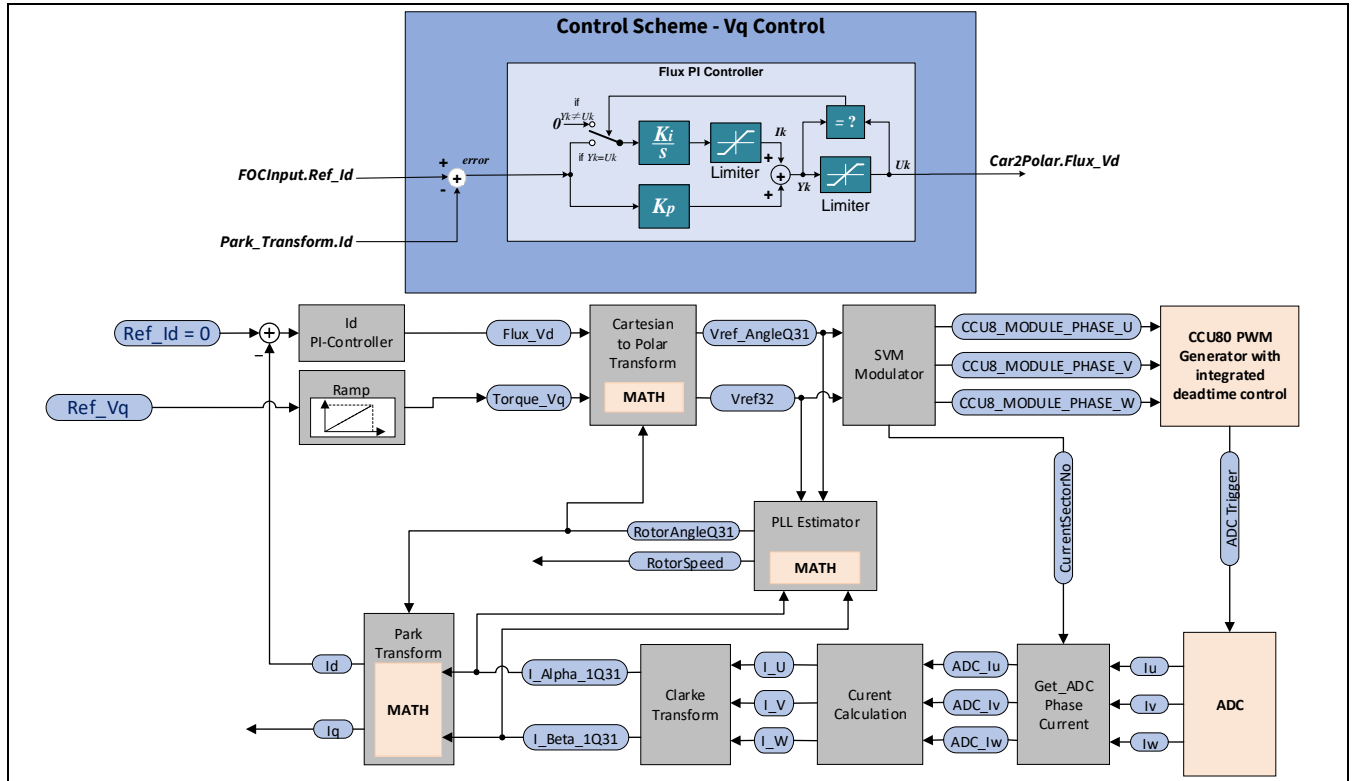 Control Scheme - Vq Control
Flux PI Controller
if
Yk≠Uk
0
if Yk=Uk
Ki
s
Limiter
Ik
+
+
+
= ?
Yk
Uk
Limiter
Kp
FOCInput.Ref_Id
+
-
+
error
Park_Transform.Id
Car2Polar.Flux_Vd
Ref_Id = 0
+
−
Id
PI-Controller
Flux_Vd
Cartesian
to Polar
Transform
MATH
Vref_AngleQ31
SVM
Modulator
CCU8_MODULE_PHASE_U
CCU8_MODULE_PHASE_V
CCU8_MODULE_PHASE_W
CCU80 PWM
Generator with
integrated
deadtime control
Ref_Vq
Ramp
Torque_Vq
Vref32
CurrentSectorNo
ADC Trigger
PLL Estimator
MATH
RotorAngleQ31
RotorSpeed
Park
Transform
MATH
Id
Iq
I_Alpha_1Q31
I_Beta_1Q31
Clarke
Transform
I_U
I_V
I_W
Curent
Calculation
ADC_Iu
ADC_Iv
ADC_Iw
Get_ADC
Phase
Current
Iu
Iv
Iw
ADC